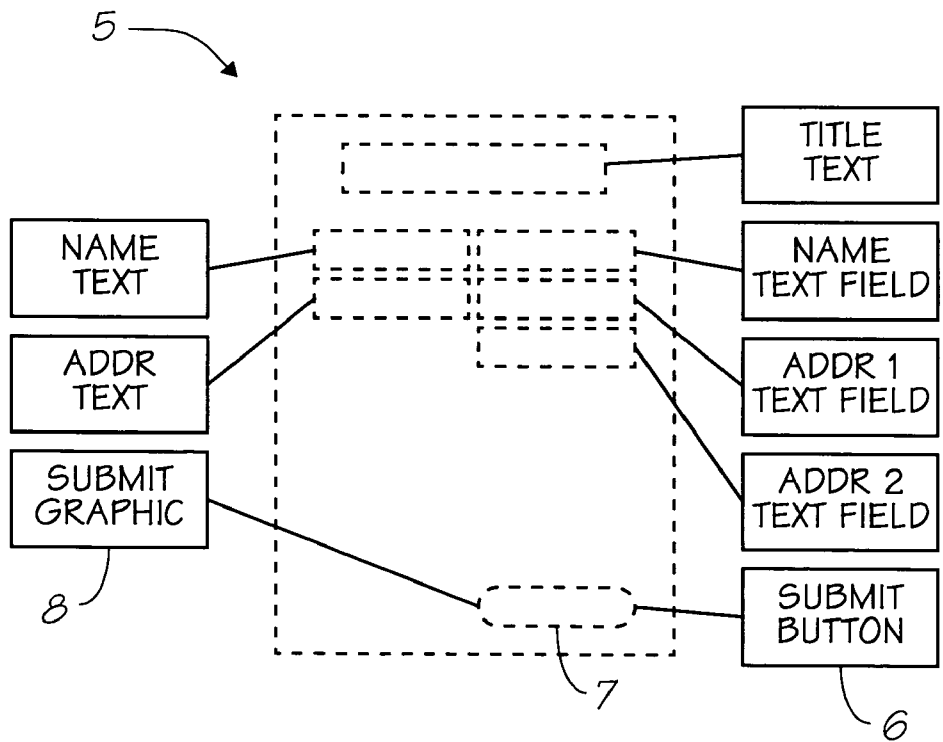 5
TITLE
TEXT
NAME
TEXT
NAME
TEXT FIELD
ADDR
TEXT
ADDR 1
TEXT FIELD
SUBMIT
GRAPHIC
ADDR 2
TEXT FIELD
SUBMIT
BUTTON
8
7
6